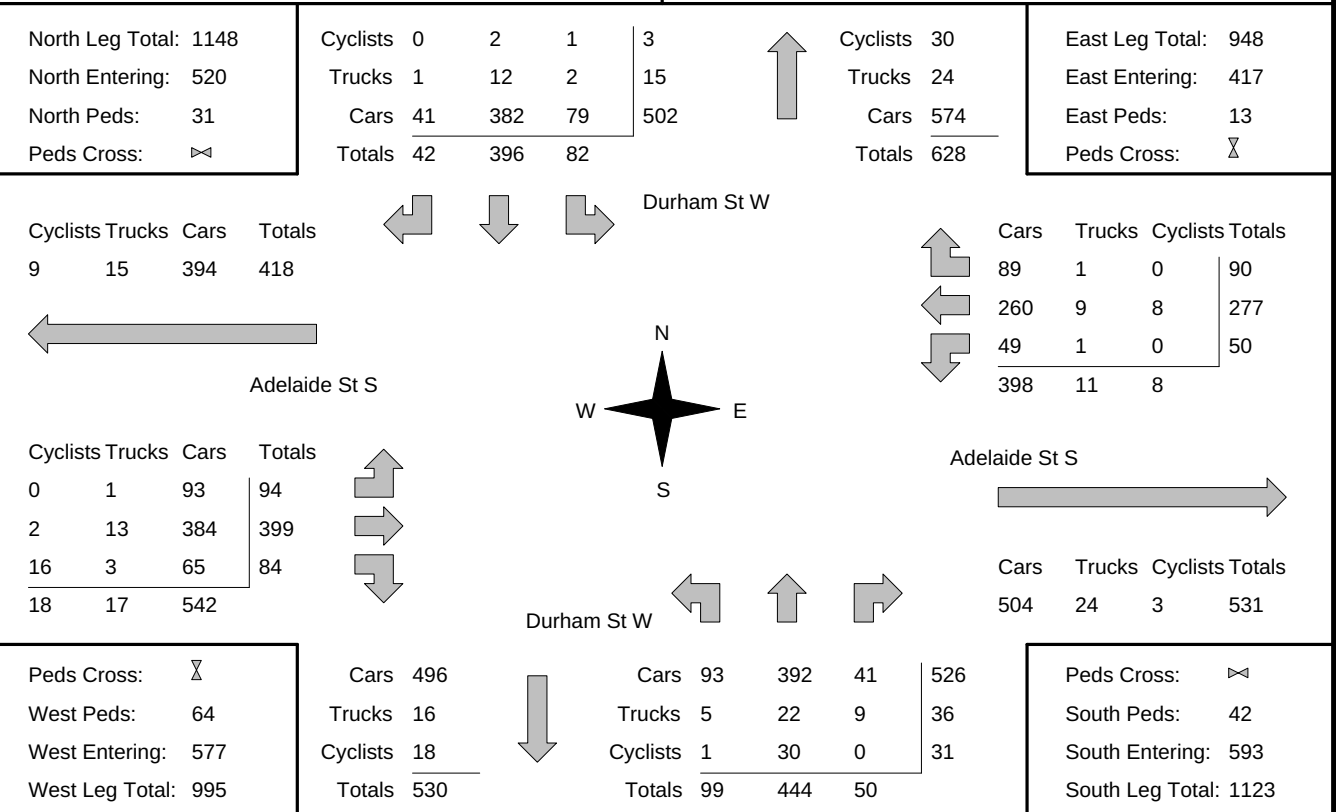 North Leg Total: 1148
North Entering: 520
North Peds: 31
Peds Cross:
Cyclists 0 2 1 3
Trucks 1 12 2 15
Cars 41 382 79 502
Totals 42 396 82
Cyclists 30
Trucks 24
Cars 574
Totals 628
East Leg Total: 948
East Entering: 417
East Peds: 13
Peds Cross:
Durham St W
Cyclists Trucks Cars Totals
9 15 394 418
Cars Trucks Cyclists Totals
89 1 0 90
260 9 8 277
49 1 0 50
398 11 8
Adelaide St S
N
W E
S
Cyclists Trucks Cars Totals
0 1 93 94
2 13 384 399
16 3 65 84
18 17 542
Adelaide St S
Cars Trucks Cyclists Totals
504 24 3 531
Durham St W
Peds Cross:
West Peds: 64
West Entering: 577
West Leg Total: 995
Cars 496
Trucks 16
Cyclists 18
Totals 530
Cars 93 392 41 526
Trucks 5 22 9 36
Cyclists 1 30 0 31
Totals 99 444 50
Peds Cross:
South Peds: 42
South Entering: 593
South Leg Total: 1123